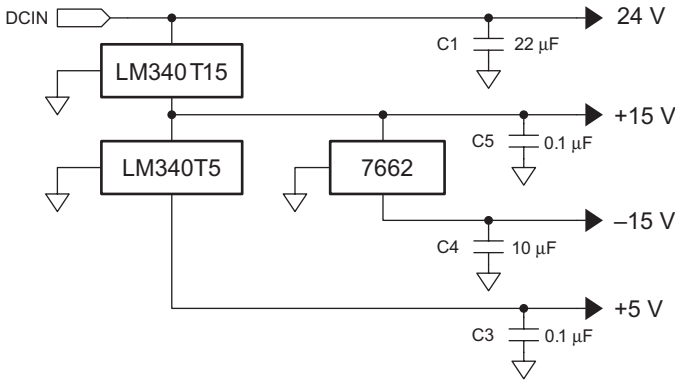 DCIN
24 V
C1
22 μF
LM340T15
+15 V
C5
0.1 μF
LM340T5
7662
–15 V
C4
10 μF
+5 V
C3
0.1 μF